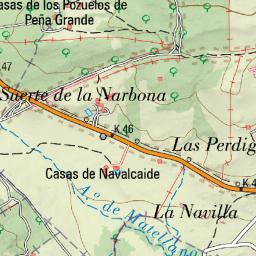 Casas de los Pozuelos de
Peña Grande
47
Suerte de la Narbona
K 46
Las Perdig
Casas de Navalcaide
A.º de Matellano
La Navilla
K 4